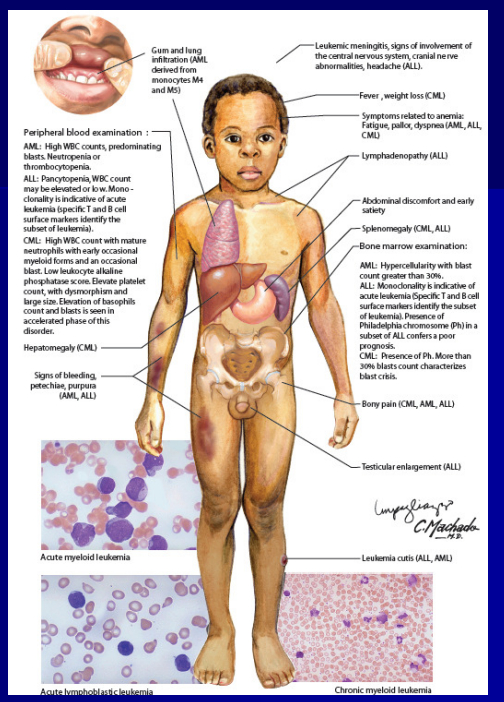 Gum and lung
infiltration (AML
derived from
monocytes M4
and M5)
Leukemic meningitis, signs of involvement of
the central nervous system, cranial nerve
abnormalities, headache (ALL).
Fever , weight loss (CML)
Symptoms related to anemia:
Fatigue, pallor, dyspnea (AML, ALL,
CML)
Lymphadenopathy (ALL)
Peripheral blood examination :
AML: High WBC counts, predominating
blasts. Neutropenia or
thrombocytopenia.
ALL: Pancytopenia, WBC count
may be elevated or low. Mono -
clonality is indicative of acute
leukemia (specific T and B cell
surface markers identify the
subset of leukemia).
CML: High WBC count with mature
neutrophils with early occasional
myeloid forms and an occasional
blast. Low leukocyte alkaline
phosphatase score. Elevate platelet
count, with dysmorphism and
large size. Elevation of basophils
count and blasts is seen in
accelerated phase of this
disorder.
Abdominal discomfort and early
satiety
Splenomegaly (CML, ALL)
Bone marrow examination:
AML: Hypercellularity with blast
count greater than 30%.
ALL: Monoclonality is indicative of
acute leukemia (Specific T and B cell
surface markers identify the subset
of leukemia). Presence of
Philadelphia chromosome (Ph) in a
subset of ALL confers a poor
prognosis.
CML: Presence of Ph. More than
30% blasts count characterizes
blast crisis.
Hepatomegaly (CML)
Signs of bleeding,
petechiae, purpura
(AML, ALL)
Bony pain (CML, AML, ALL)
Testicular enlargement (ALL)
C. Machado
M.D.
Acute myeloid leukemia
Leukemia cutis (ALL, AML)
Acute lymphoblastic leukemia
Chronic myeloid leukemia